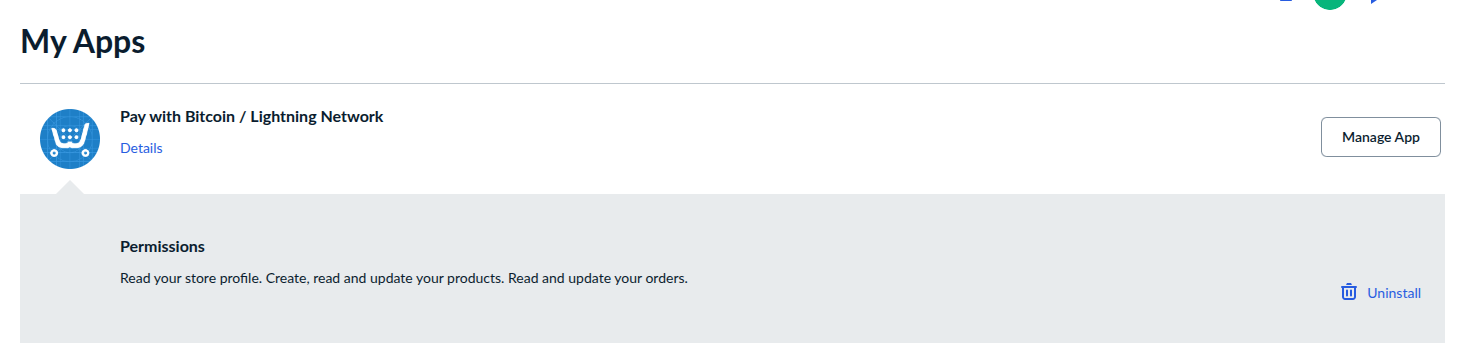 My Apps
Pay with Bitcoin / Lightning Network
Details
Manage App
Permissions
Read your store profile. Create, read and update your products. Read and update your orders.
Uninstall